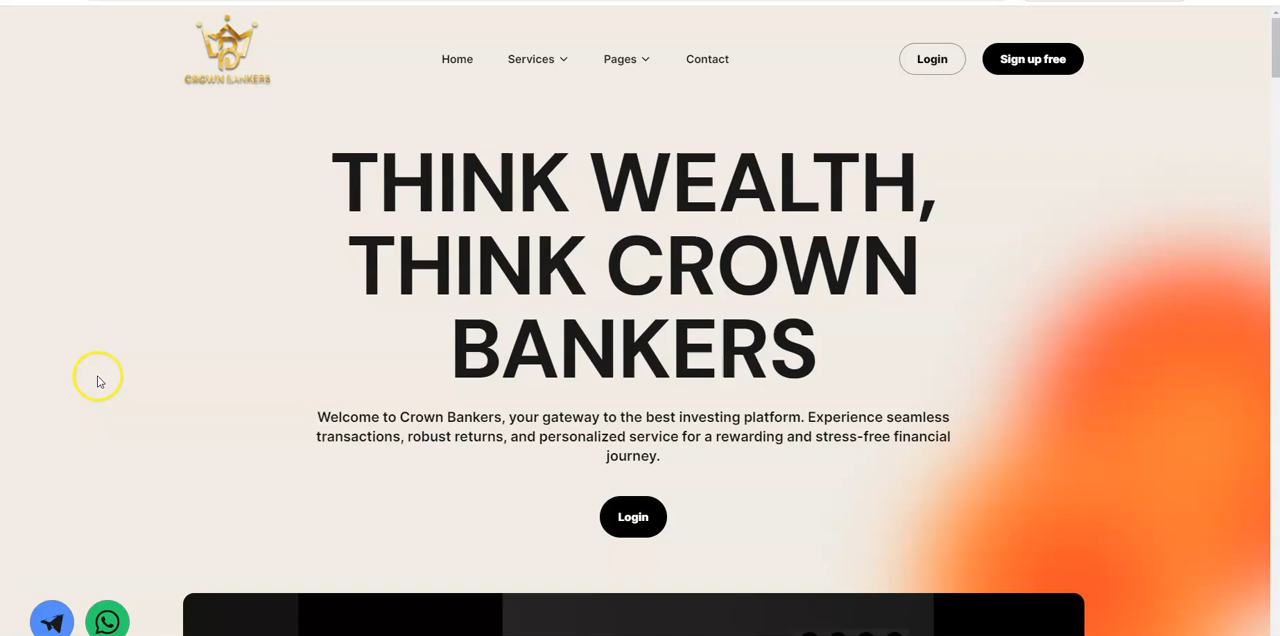 CROWN BANKERS
Home Services Pages Contact Login Sign up free
THINK WEALTH,
THINK CROWN
BANKERS
Welcome to Crown Bankers, your gateway to the best investing platform. Experience seamless
transactions, robust returns, and personalized service for a rewarding and stress-free financial
journey.
Login